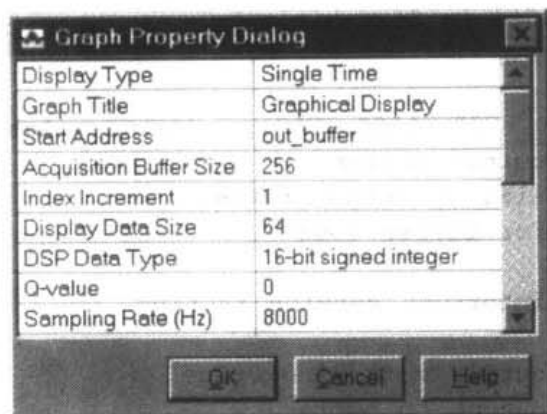 Graph Property Dialog
Display Type Single Time
Graph Title Graphical Display
Start Address out_buffer
Acquisition Buffer Size 256
Index Increment 1
Display Data Size 64
DSP Data Type 16-bit signed integer
Q-value 0
Sampling Rate (Hz) 8000
OK Cancel Help